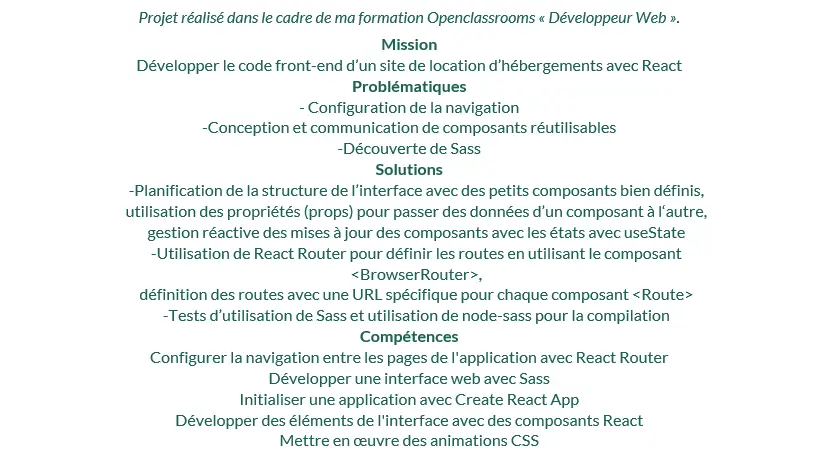 Projet réalisé dans le cadre de ma formation Openclassrooms « Développeur Web ».
Mission
Développer le code front-end d’un site de location d’hébergements avec React
Problématiques
- Configuration de la navigation
-Conception et communication de composants réutilisables
-Découverte de Sass
Solutions
-Planification de la structure de l’interface avec des petits composants bien définis,
utilisation des propriétés (props) pour passer des données d’un composant à l‘autre,
gestion réactive des mises à jour des composants avec les états avec useState
-Utilisation de React Router pour définir les routes en utilisant le composant
<BrowserRouter>,
définition des routes avec une URL spécifique pour chaque composant <Route>
-Tests d’utilisation de Sass et utilisation de node-sass pour la compilation
Compétences
Configurer la navigation entre les pages de l'application avec React Router
Développer une interface web avec Sass
Initialiser une application avec Create React App
Développer des éléments de l'interface avec des composants React
Mettre en œuvre des animations CSS